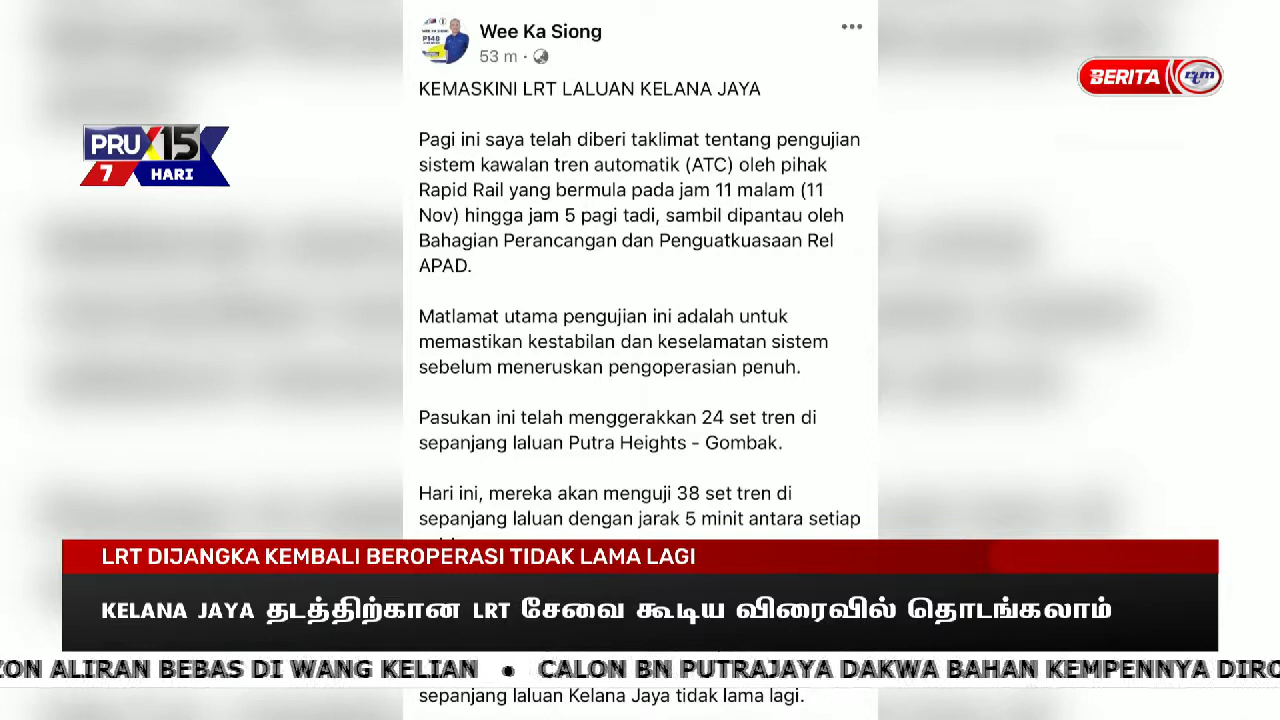 Wee Ka Siong
53 m ·
KEMASKINI LRT LALUAN KELANA JAYA
Pagi ini saya telah diberi taklimat tentang pengujian
sistem kawalan tren automatik (ATC) oleh pihak
Rapid Rail yang bermula pada jam 11 malam (11
Nov) hingga jam 5 pagi tadi, sambil dipantau oleh
Bahagian Perancangan dan Penguatkuasaan Rel
APAD.
Matlamat utama pengujian ini adalah untuk
memastikan kestabilan dan keselamatan sistem
sebelum meneruskan pengoperasian penuh.
Pasukan ini telah menggerakkan 24 set tren di
sepanjang laluan Putra Heights - Gombak.
Hari ini, mereka akan menguji 38 set tren di
sepanjang laluan dengan jarak 5 minit antara setiap
BERITA rtm
PRU 15
7 HARI
LRT DIJANGKA KEMBALI BEROPERASI TIDAK LAMA LAGI
KELANA JAYA தடத்திற்கான LRT சேவை கூடிய விரைவில் தொடங்கலாம்
ZON ALIRAN BEBAS DI WANG KELIAN • CALON BN PUTRAJAYA DAKWA BAHAN KEMPENNYA DIRO
sepanjang laluan Kelana Jaya tidak lama lagi.